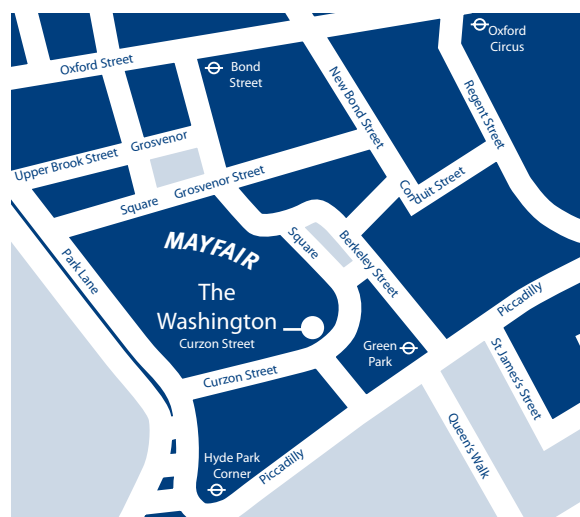 Oxford
Circus
Oxford Street
Bond
Street
New Bond Street
Regent Street
Upper Brook Street
Grosvenor
Square
Grosvenor Street
Conduit Street
Park Lane
MAYFAIR
Square
Berkeley Street
The
Washington
Curzon Street
Piccadilly
Green
Park
St James's Street
Curzon Street
Queen's Walk
Hyde Park
Corner
Piccadilly